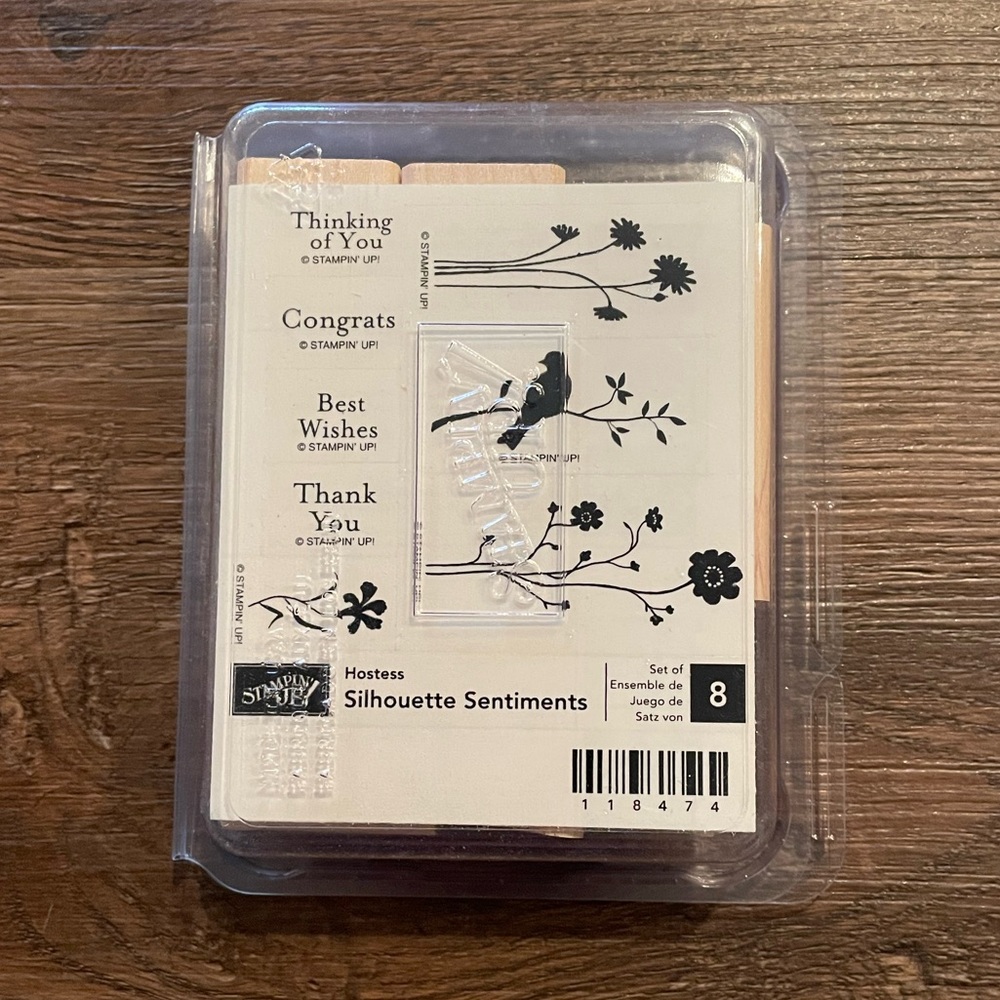 Thinking
of You
© STAMPIN' UP!
© STAMPIN' UP!
Congrats
© STAMPIN' UP!
Best
Wishes
© STAMPIN' UP!
© STAMPIN' UP!
Thank
You
© STAMPIN' UP!
© STAMPIN' UP!
STAMPIN'
UP!
Hostess
Silhouette Sentiments
Set of
Ensemble de
Juego de
Satz von
8
118474